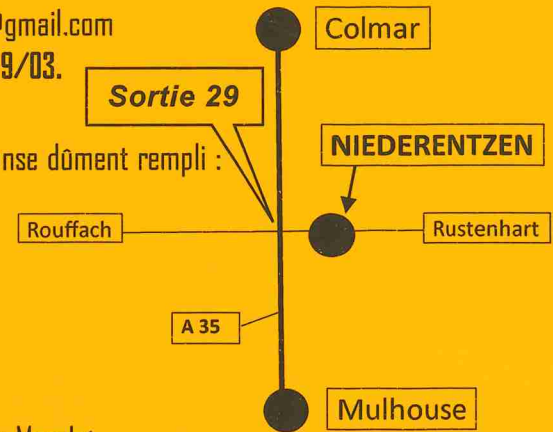 @gmail.com
9/03.
Colmar
Sortie 29
nse dûment rempli :
NIEDERENTZEN
Rouffach
Rustenhart
A 35
Mulhouse